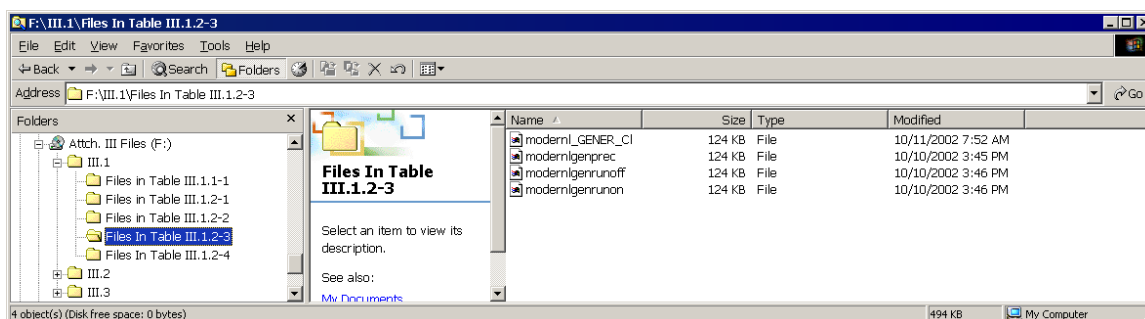 F:\III.1\Files In Table III.1.2-3
File Edit View Favorites Tools Help
Back Search Folders
Address F:\III.1\Files In Table III.1.2-3 Go
Folders
Attch. III Files (F:)
III.1
Files in Table III.1.1-1
Files in Table III.1.2-1
Files in Table III.1.2-2
Files In Table III.1.2-3
Files In Table III.1.2-4
III.2
III.3
Files In Table
III.1.2-3
Select an item to view its
description.
See also:
My Documents
Name Size Type Modified
modernl_GENER_Cl 124 KB File 10/11/2002 7:52 AM
modernlgenprec 124 KB File 10/10/2002 3:45 PM
modernlgenrunoff 124 KB File 10/10/2002 3:46 PM
modernlgenrunon 124 KB File 10/10/2002 3:46 PM
4 object(s) (Disk free space: 0 bytes) 494 KB My Computer